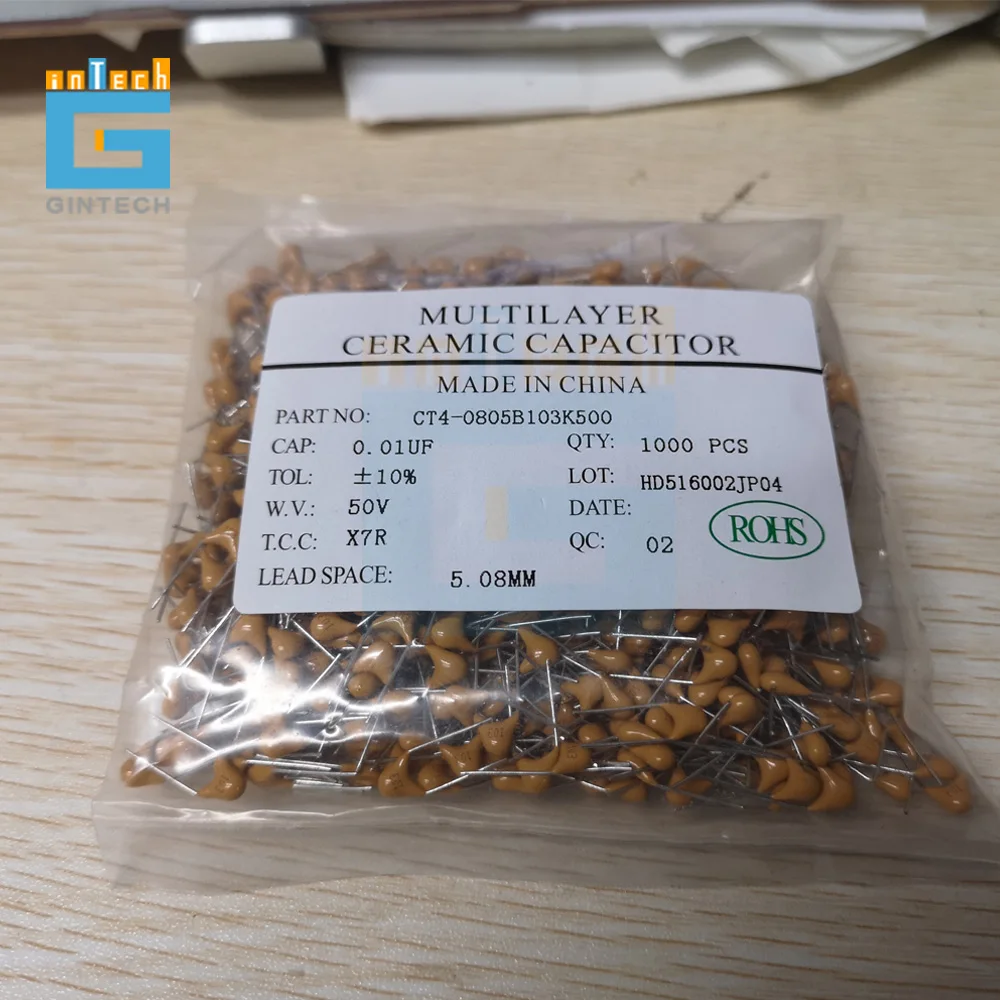 inTech
GINTECH
MULTILAYER
CERAMIC CAPACITOR
MADE IN CHINA
PART NO: CT4-0805B103K500
CAP: 0.01UF QTY: 1000 PCS
TOL: ±10% LOT: HD516002JP04
W.V.: 50V DATE:
T.C.C: X7R QC: 02
ROHS
LEAD SPACE: 5.08MM
103